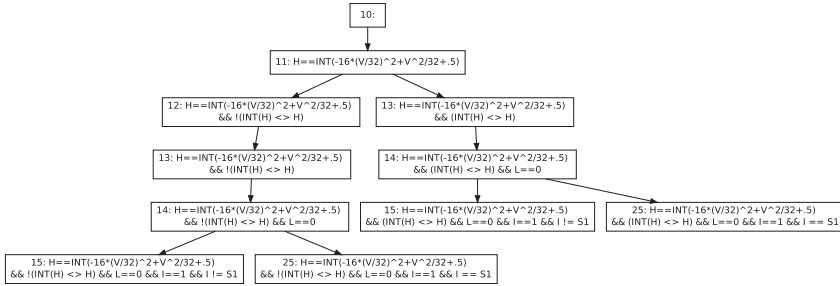 10:
11: H==INT(-16*(V/32)^2+V^2/32+.5)
12: H==INT(-16*(V/32)^2+V^2/32+.5)
&& !(INT(H) <> H)
13: H==INT(-16*(V/32)^2+V^2/32+.5)
&& (INT(H) <> H)
13: H==INT(-16*(V/32)^2+V^2/32+.5)
&& !(INT(H) <> H)
14: H==INT(-16*(V/32)^2+V^2/32+.5)
&& (INT(H) <> H) && L==0
14: H==INT(-16*(V/32)^2+V^2/32+.5)
&& !(INT(H) <> H) && L==0
15: H==INT(-16*(V/32)^2+V^2/32+.5)
&& (INT(H) <> H) && L==0 && I==1 && I != S1
25: H==INT(-16*(V/32)^2+V^2/32+.5)
&& (INT(H) <> H) && L==0 && I==1 && I == S1
15: H==INT(-16*(V/32)^2+V^2/32+.5)
&& !(INT(H) <> H) && L==0 && I==1 && I != S1
25: H==INT(-16*(V/32)^2+V^2/32+.5)
&& !(INT(H) <> H) && L==0 && I==1 && I == S1